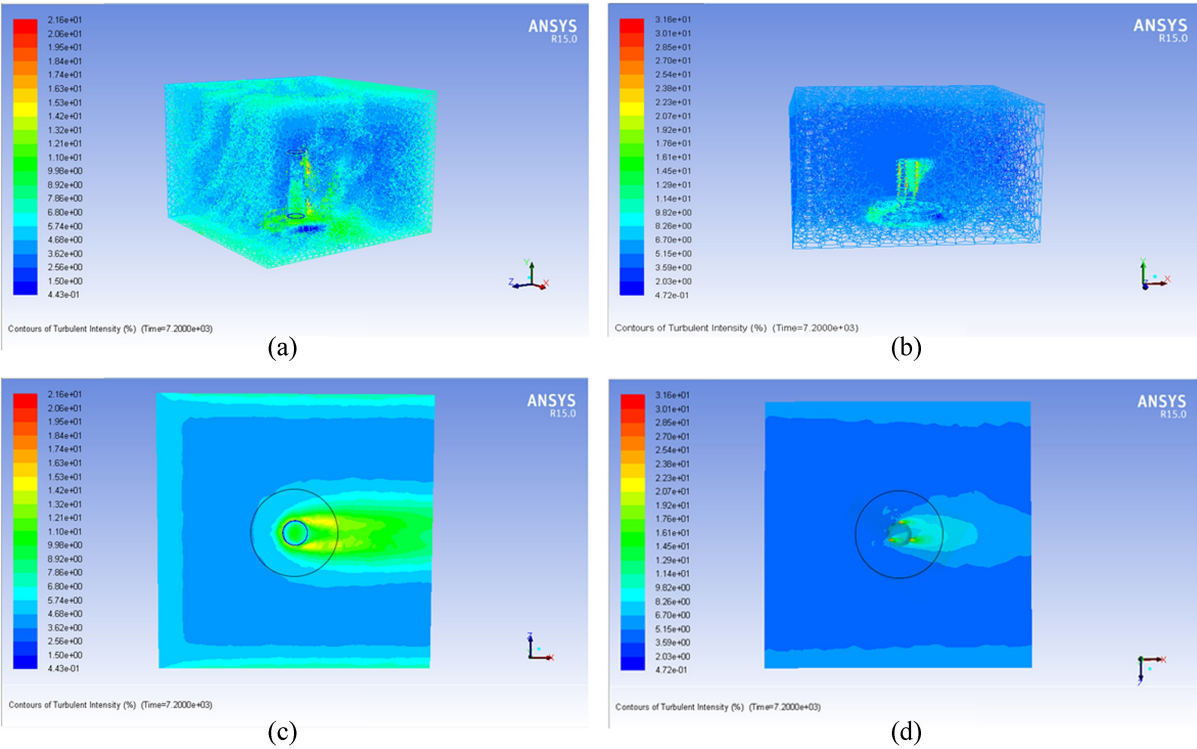 2.16e+01
2.06e+01
1.95e+01
1.84e+01
1.74e+01
1.63e+01
1.53e+01
1.42e+01
1.32e+01
1.21e+01
1.10e+01
9.98e+00
8.92e+00
7.86e+00
6.80e+00
5.74e+00
4.68e+00
3.62e+00
2.56e+00
1.50e+00
4.43e-01
ANSYS
R15.0
Y
Z
X
Contours of Turbulent Intensity (%) (Time=7.2000e+03)
(a)
3.16e+01
3.01e+01
2.85e+01
2.70e+01
2.54e+01
2.38e+01
2.23e+01
2.07e+01
1.92e+01
1.76e+01
1.61e+01
1.45e+01
1.29e+01
1.14e+01
9.82e+00
8.26e+00
6.70e+00
5.15e+00
3.59e+00
2.03e+00
4.72e-01
ANSYS
R15.0
Y
Z
X
Contours of Turbulent Intensity (%) (Time=7.2000e+03)
(b)
2.16e+01
2.06e+01
1.95e+01
1.84e+01
1.74e+01
1.63e+01
1.53e+01
1.42e+01
1.32e+01
1.21e+01
1.10e+01
9.98e+00
8.92e+00
7.86e+00
6.80e+00
5.74e+00
4.68e+00
3.62e+00
2.56e+00
1.50e+00
4.43e-01
ANSYS
R15.0
Z
X
Contours of Turbulent Intensity (%) (Time=7.2000e+03)
(c)
3.16e+01
3.01e+01
2.85e+01
2.70e+01
2.54e+01
2.38e+01
2.23e+01
2.07e+01
1.92e+01
1.76e+01
1.61e+01
1.45e+01
1.29e+01
1.14e+01
9.82e+00
8.26e+00
6.70e+00
5.15e+00
3.59e+00
2.03e+00
4.72e-01
ANSYS
R15.0
X
Z
Contours of Turbulent Intensity (%) (Time=7.2000e+03)
(d)